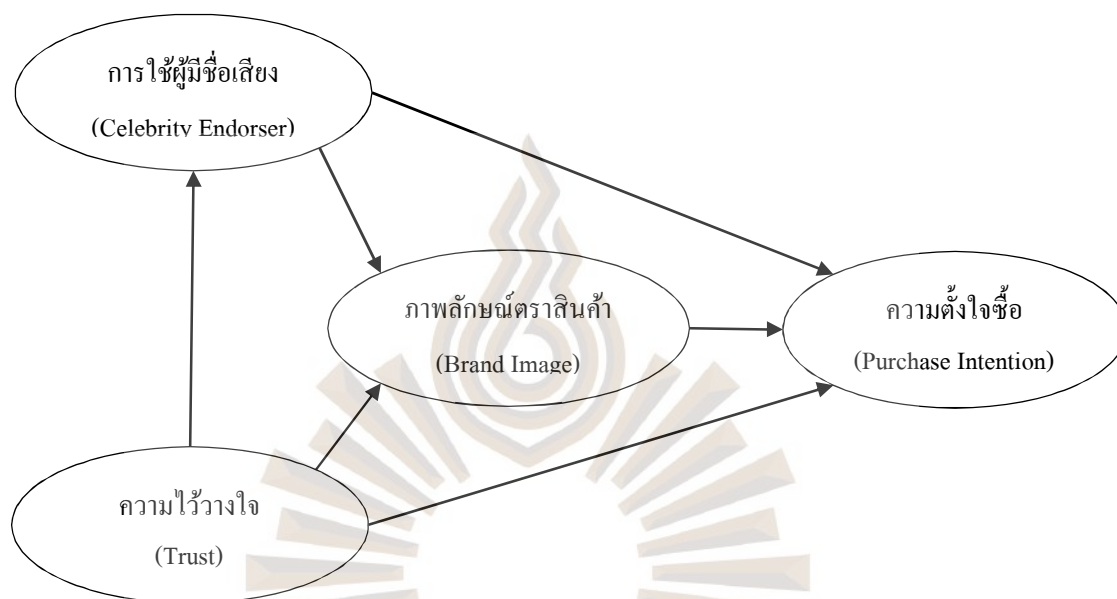 การใช้ผู้มีชื่อเสียง
(Celebrity Endorser)
ภาพลักษณ์ตราสินค้า
(Brand Image)
ความตั้งใจซื้อ
(Purchase Intention)
ความไว้วางใจ
(Trust)